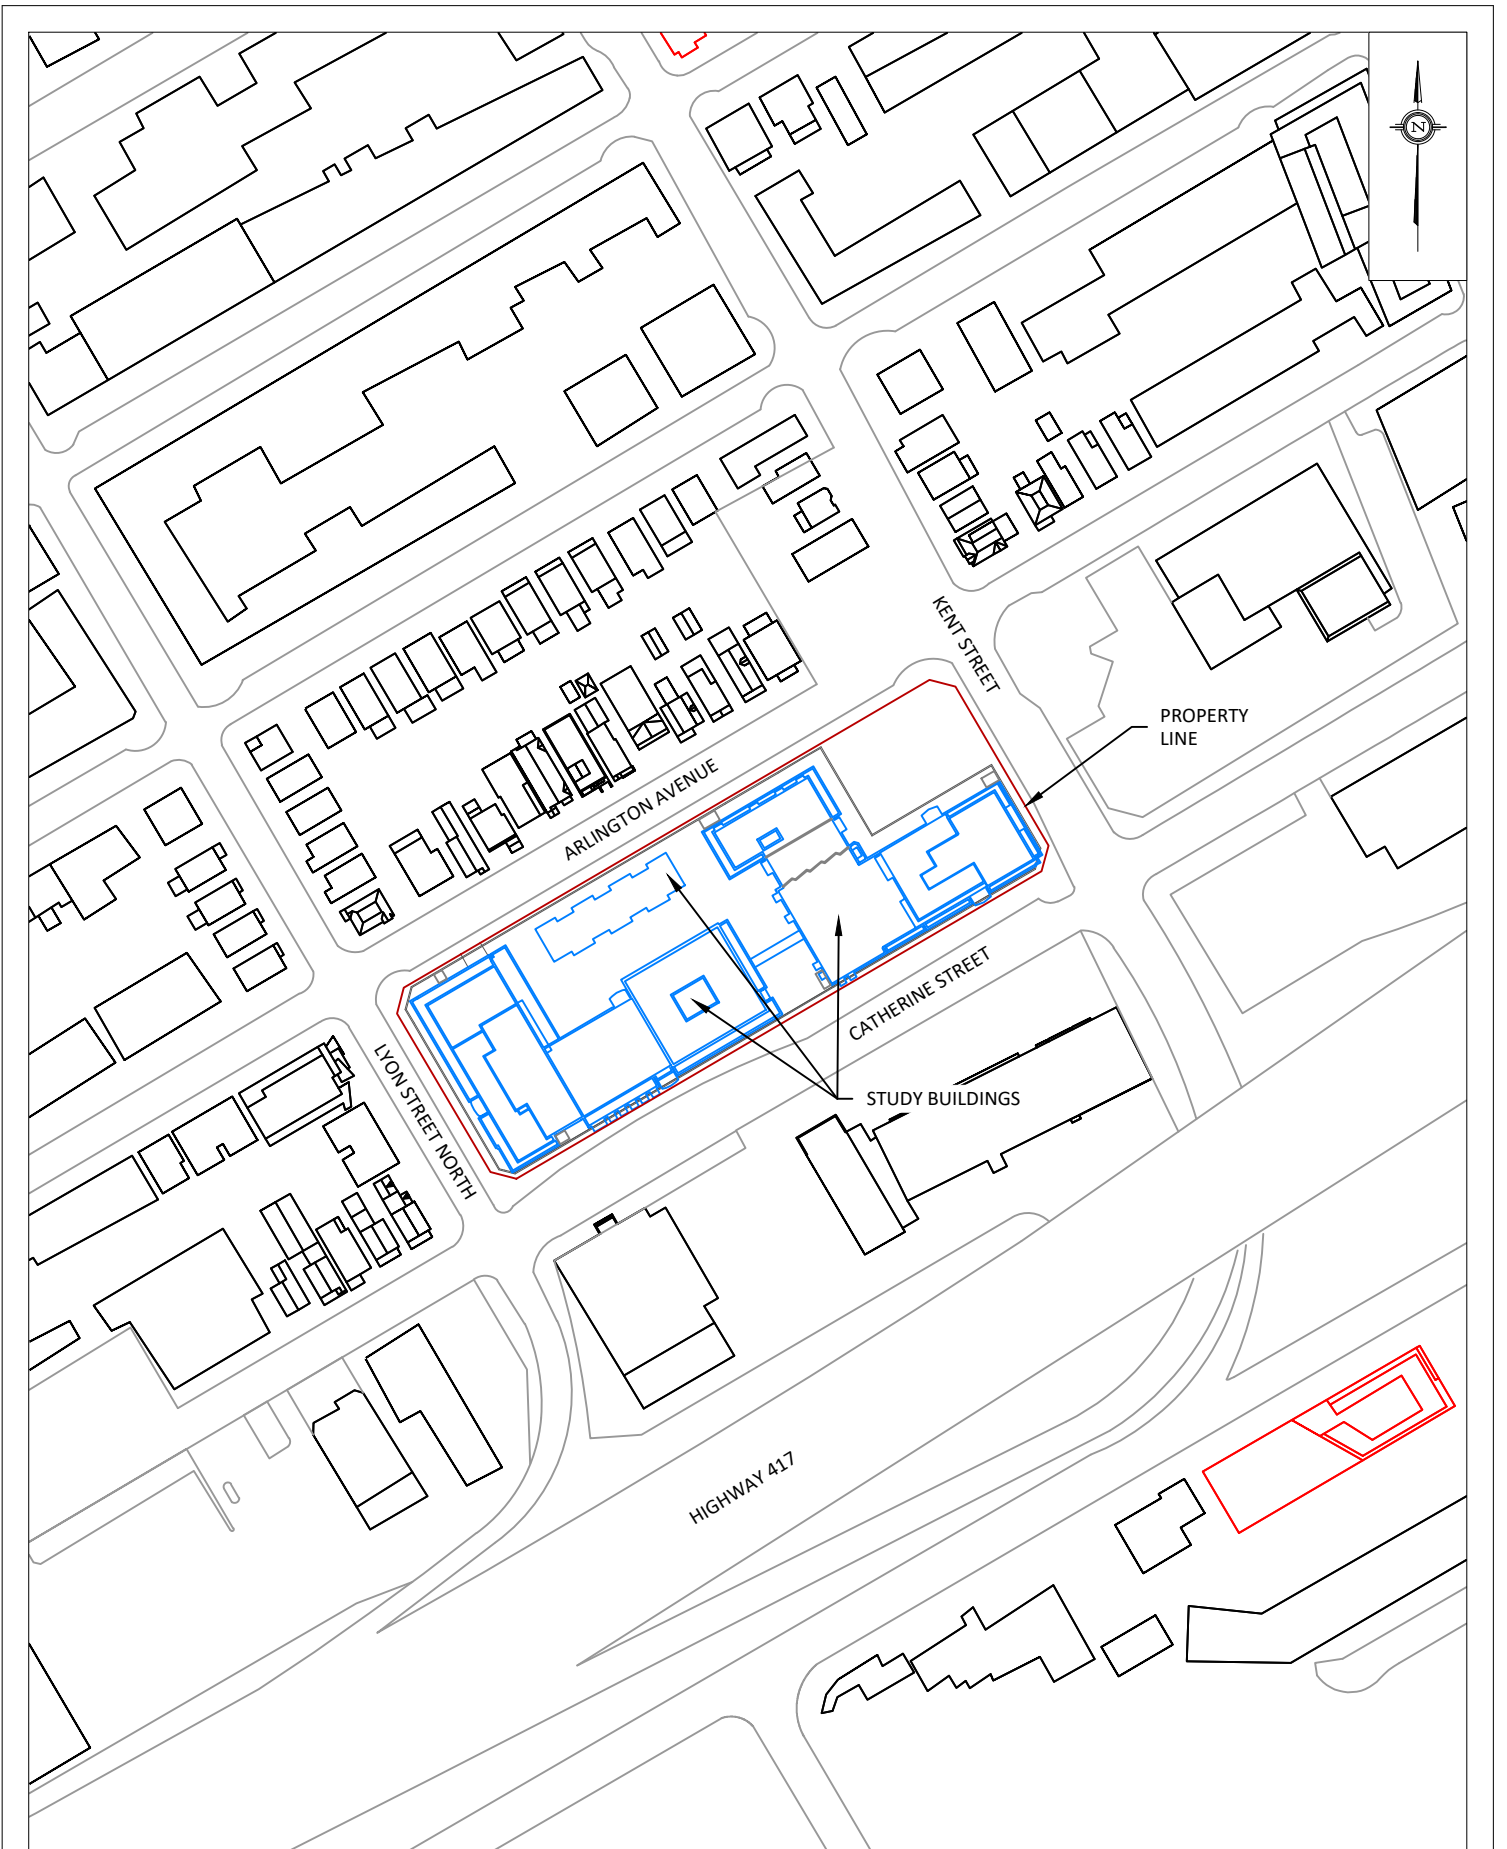 N
KENT STREET
PROPERTY
LINE
ARLINGTON AVENUE
CATHERINE STREET
LYON STREET NORTH
STUDY BUILDINGS
HIGHWAY 417